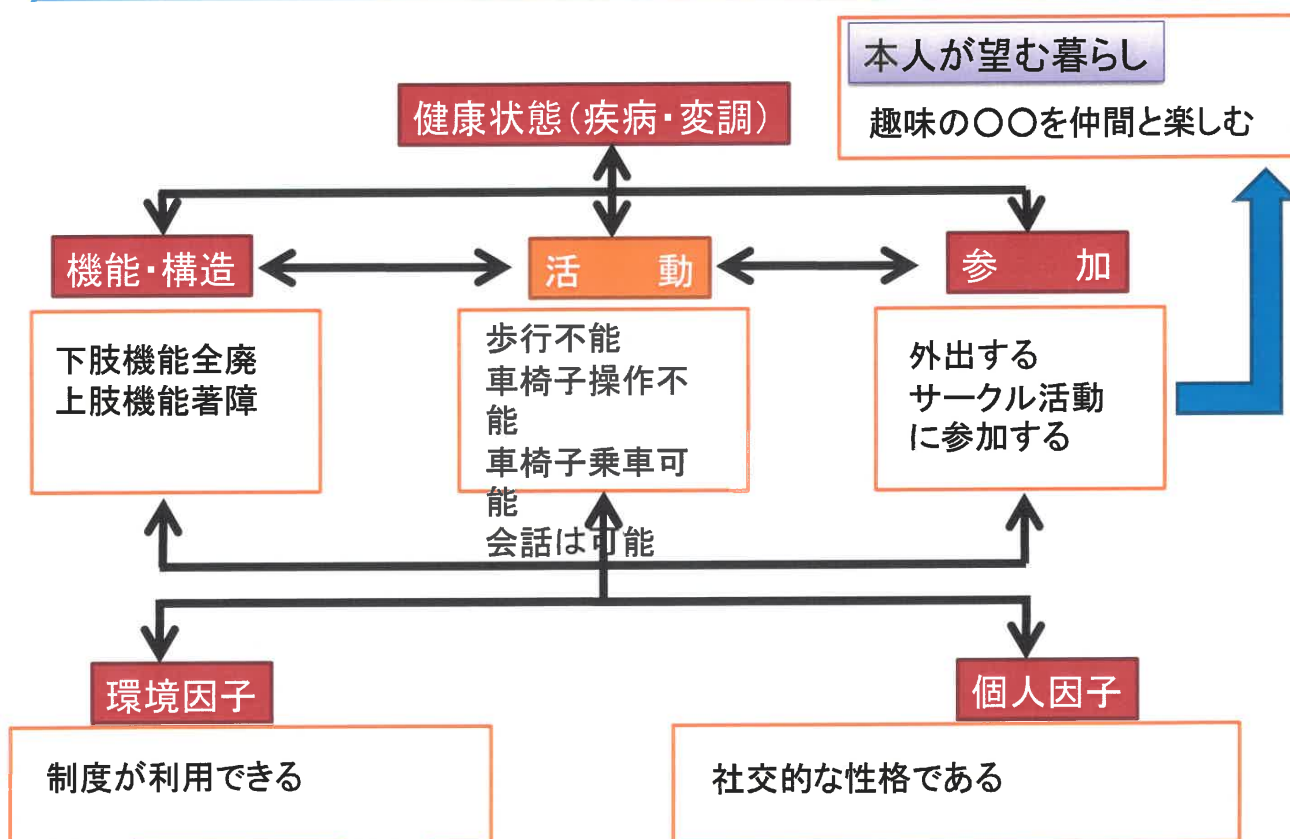 本人が望む暮らし
趣味の〇〇を仲間と楽しむ
健康状態(疾病・変調)
機能・構造
活　動
参　加
下肢機能全廃
上肢機能著障
歩行不能
車椅子操作不
能
車椅子乗車可
能
会話は可能
外出する
サークル活動
に参加する
環境因子
個人因子
制度が利用できる
社交的な性格である